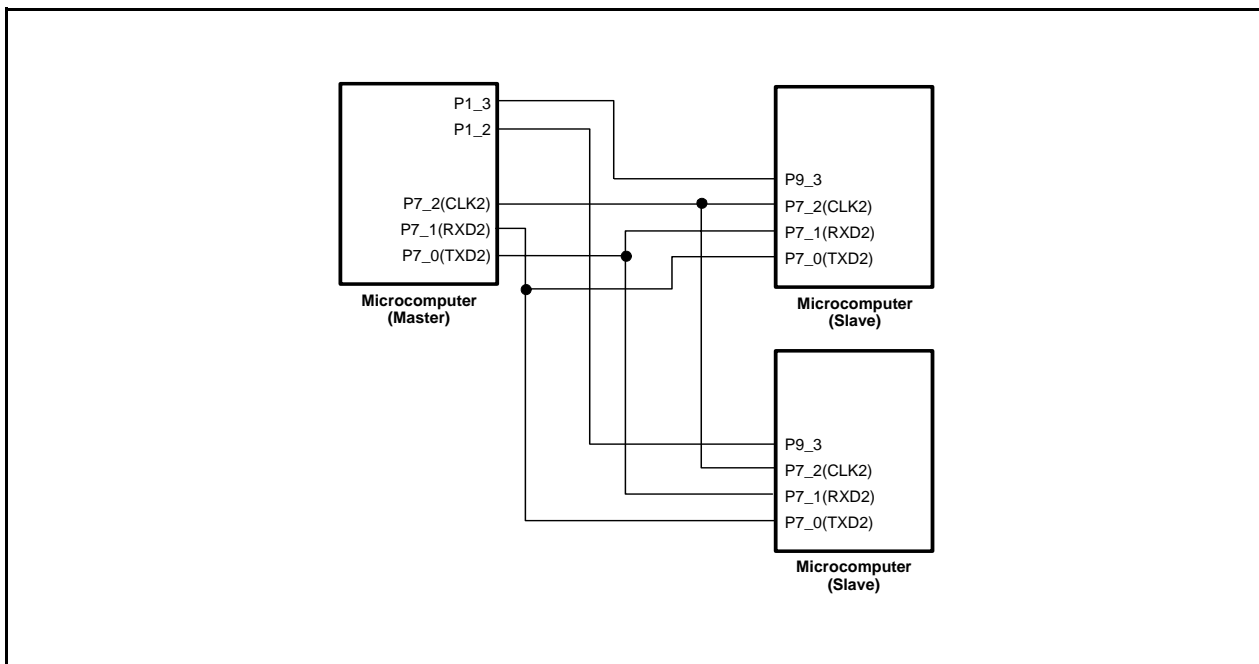 P1_3
P1_2
P7_2(CLK2)
P7_1(RXD2)
P7_0(TXD2)
Microcomputer
(Master)
P9_3
P7_2(CLK2)
P7_1(RXD2)
P7_0(TXD2)
Microcomputer
(Slave)
P9_3
P7_2(CLK2)
P7_1(RXD2)
P7_0(TXD2)
Microcomputer
(Slave)